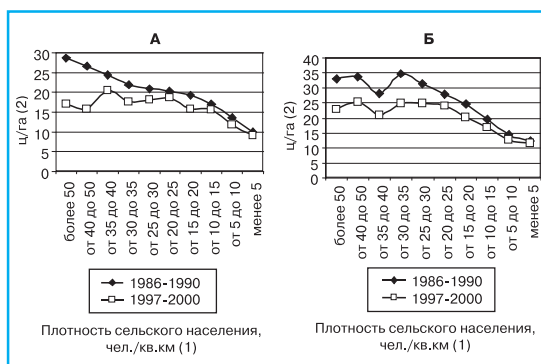 А
30
25
20
15
10
5
0
ц/га (2)
более 50
от 40 до 50
от 35 до 40
от 30 до 35
от 25 до 30
от 20 до 25
от 15 до 20
от 10 до 15
от 5 до 10
менее 5
1986-1990
1997-2000
Плотность сельского населения,
чел./кв.км (1)
Б
40
35
30
25
20
15
10
5
0
ц/га (2)
более 50
от 40 до 50
от 35 до 40
от 30 до 35
от 25 до 30
от 20 до 25
от 15 до 20
от 10 до 15
от 5 до 10
менее 5
1986-1990
1997-2000
Плотность сельского населения,
чел./кв.км (1)